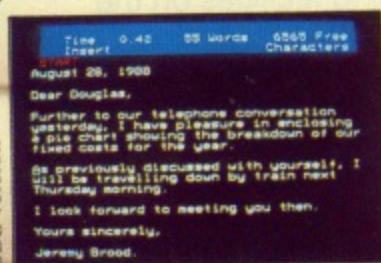 Time 0.42 55 Words 6565 Free
Insert Characters
START
August 28, 1988
Dear Douglas,
Further to our telephone conversation
yesterday, I have pleasure in enclosing
a pie chart showing the breakdown of our
fixed costs for the year.
As previously discussed with yourself, I
will be travelling down by train next
Thursday morning.
I look forward to meeting you then.
Yours sincerely,
Jeremy Brood.